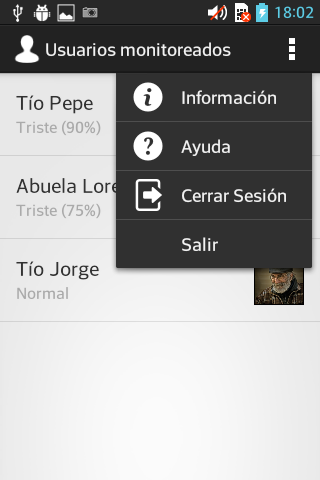 18:02
Usuarios monitoreados
Tío Pepe
Triste (90%)
Abuela Lore
Triste (75%)
Tío Jorge
Normal
Información
Ayuda
Cerrar Sesión
Salir